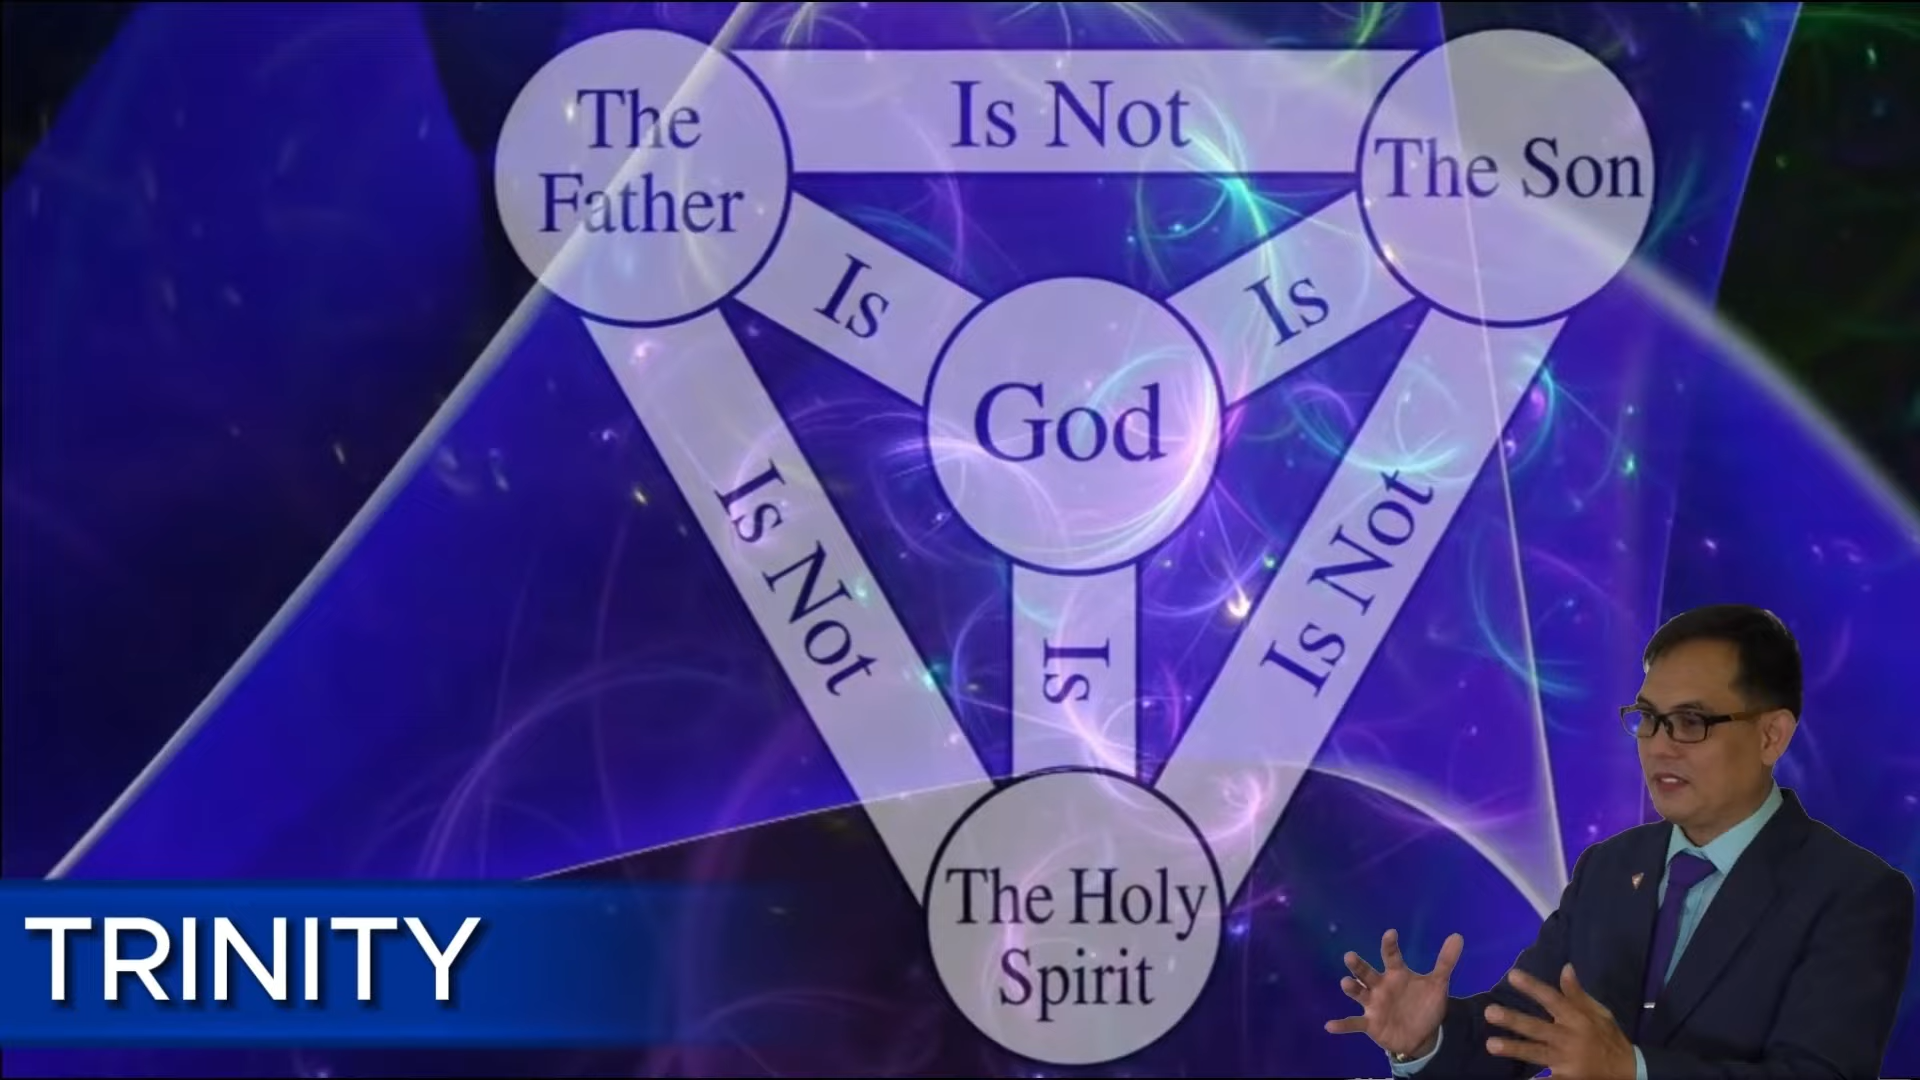 The
Father
Is Not
The Son
Is
Is
God
Is Not
Is
Is Not
The Holy
Spirit
TRINITY